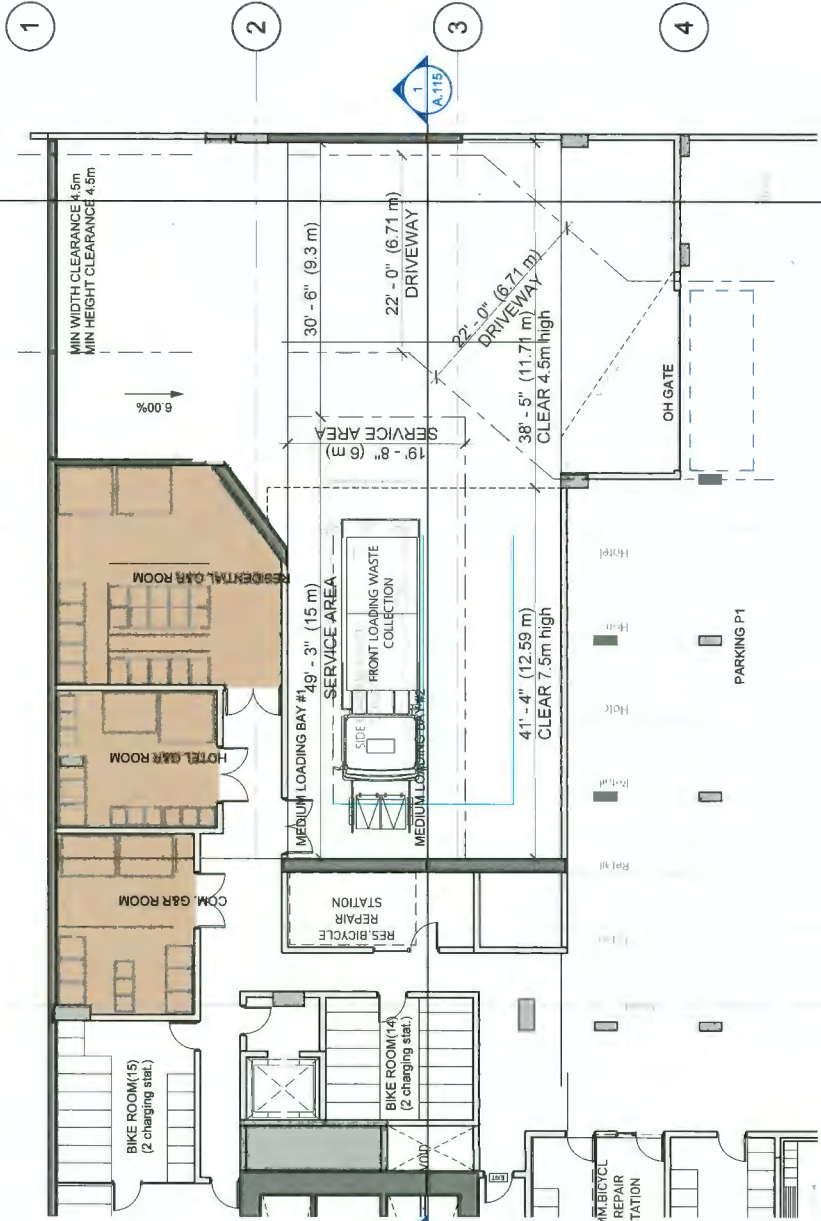 1
2
3
4
1
A.115
MIN WIDTH CLEARANCE 4.5m
MIN HEIGHT CLEARANCE 4.5m
6.00%
30' - 6" (9.3 m)
22' - 0" (6.71 m)
DRIVEWAY
22' - 0" (6.71 m)
DRIVEWAY
38' - 5" (11.71 m)
CLEAR 4.5m high
19' - 8" (6 m)
SERVICE AREA
OH GATE
RESIDENTIAL G&R ROOM
49' - 3" (15 m)
SERVICE AREA
FRONT LOADING WASTE
COLLECTION
SIDE
MEDIUM LOADING BAY #1
MEDIUM LOADING BAY #2
41' - 4" (12.59 m)
CLEAR 7.5m high
HOTEL G&R ROOM
COM. G&R ROOM
RES.BICYCLE
REPAIR
STATION
BIKE ROOM(15)
(2 charging stat.)
BIKE ROOM(14)
(2 charging stat.)
EXIT
MM.BICYCL
REPAIR
TATION
PARKING P1
Hotel
Retail
Retail